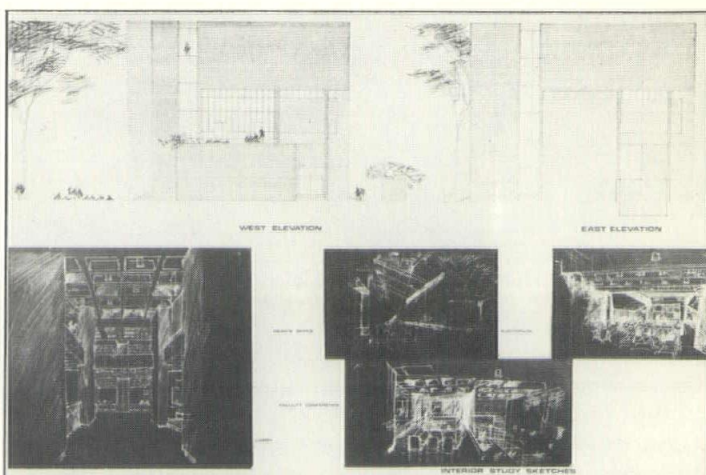 WEST ELEVATION
EAST ELEVATION
DEAN'S OFFICE
AUDITORIUM
FACULTY CONFERENCE
LOBBY
INTERIOR STUDY SKETCHES